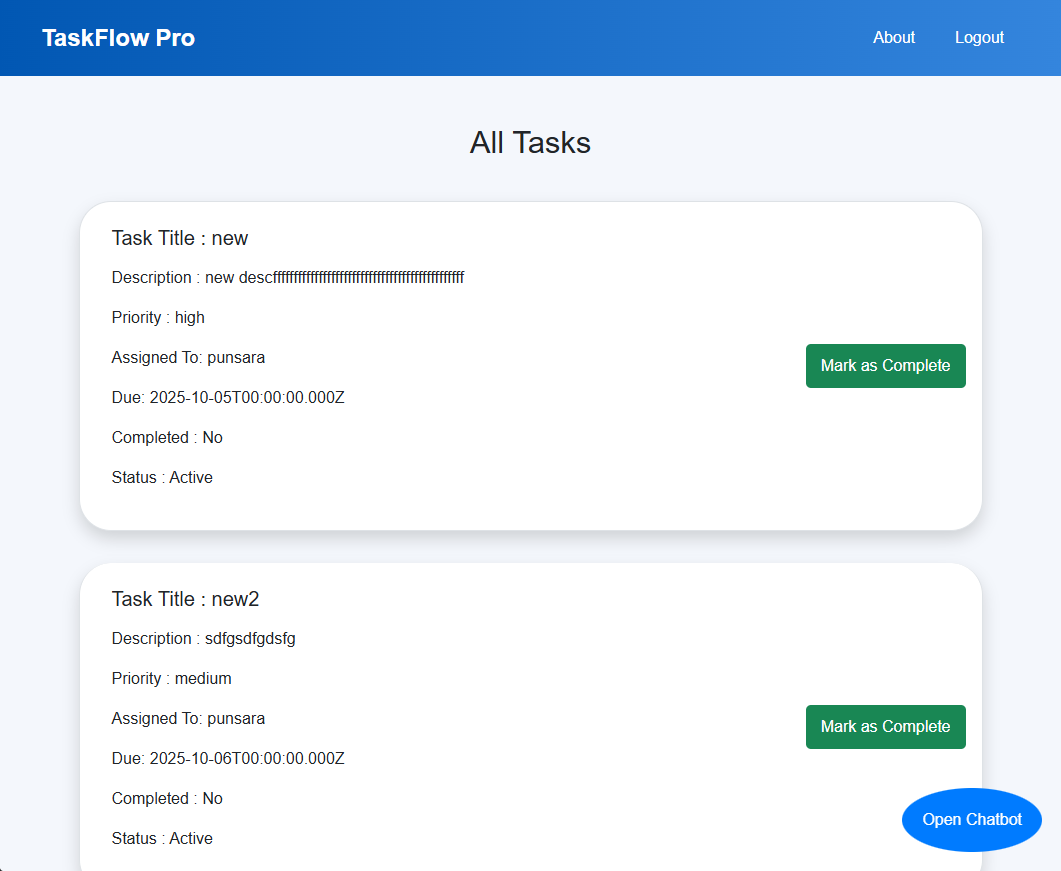 TaskFlow Pro
About
Logout
All Tasks
Task Title : new
Description : new descffffffffffffffffffffffffffffffffffffffffffffff
Priority : high
Assigned To: punsara
Mark as Complete
Due: 2025-10-05T00:00:00.000Z
Completed : No
Status : Active
Task Title : new2
Description : sdfgsdfgdsfg
Priority : medium
Assigned To: punsara
Mark as Complete
Due: 2025-10-06T00:00:00.000Z
Completed : No
Open Chatbot
Status : Active